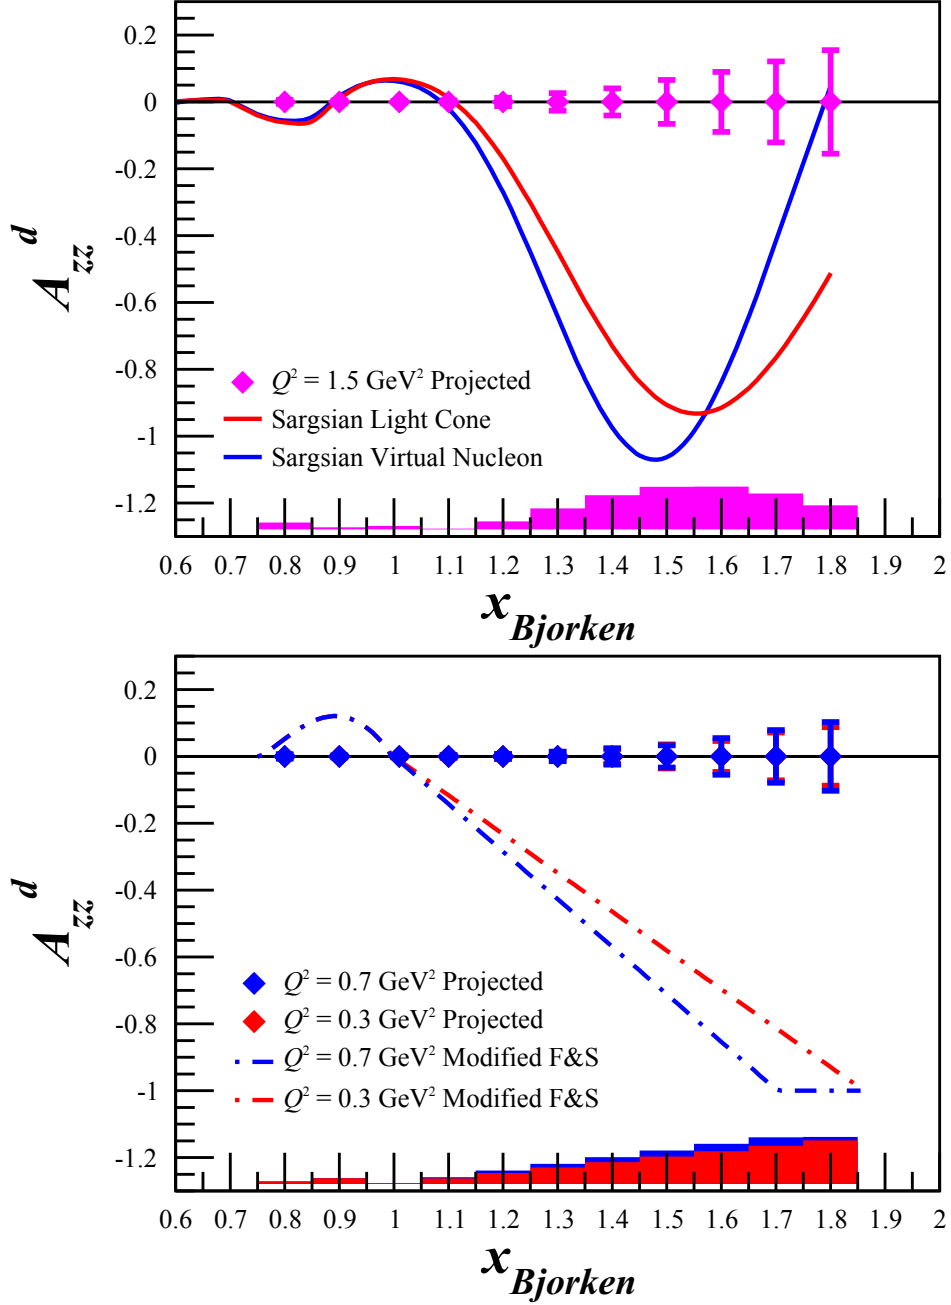 0.2
0
-0.2
-0.4
-0.6
-0.8
-1
-1.2
A_zz^d
Q² = 1.5 GeV² Projected
Sargsian Light Cone
Sargsian Virtual Nucleon
0.6 0.7 0.8 0.9 1 1.1 1.2 1.3 1.4 1.5 1.6 1.7 1.8 1.9 2
x_Bjorken
0.2
0
-0.2
-0.4
-0.6
-0.8
-1
-1.2
A_zz^d
Q² = 0.7 GeV² Projected
Q² = 0.3 GeV² Projected
Q² = 0.7 GeV² Modified F&S
Q² = 0.3 GeV² Modified F&S
0.6 0.7 0.8 0.9 1 1.1 1.2 1.3 1.4 1.5 1.6 1.7 1.8 1.9 2
x_Bjorken